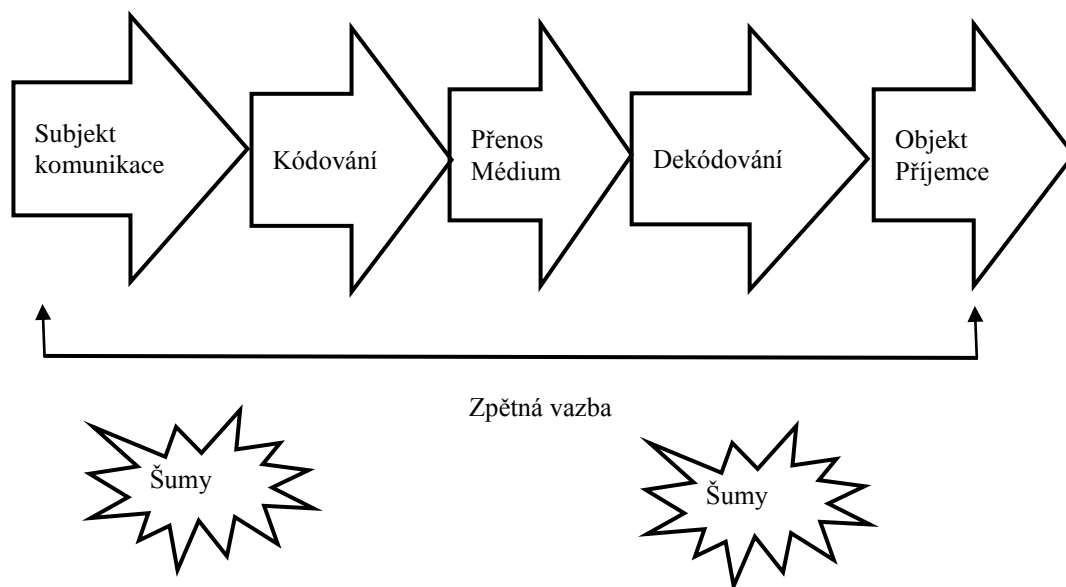 Subjekt
komunikace
Kódování
Přenos
Médium
Dekódování
Objekt
Příjemce
Zpětná vazba
Šumy
Šumy